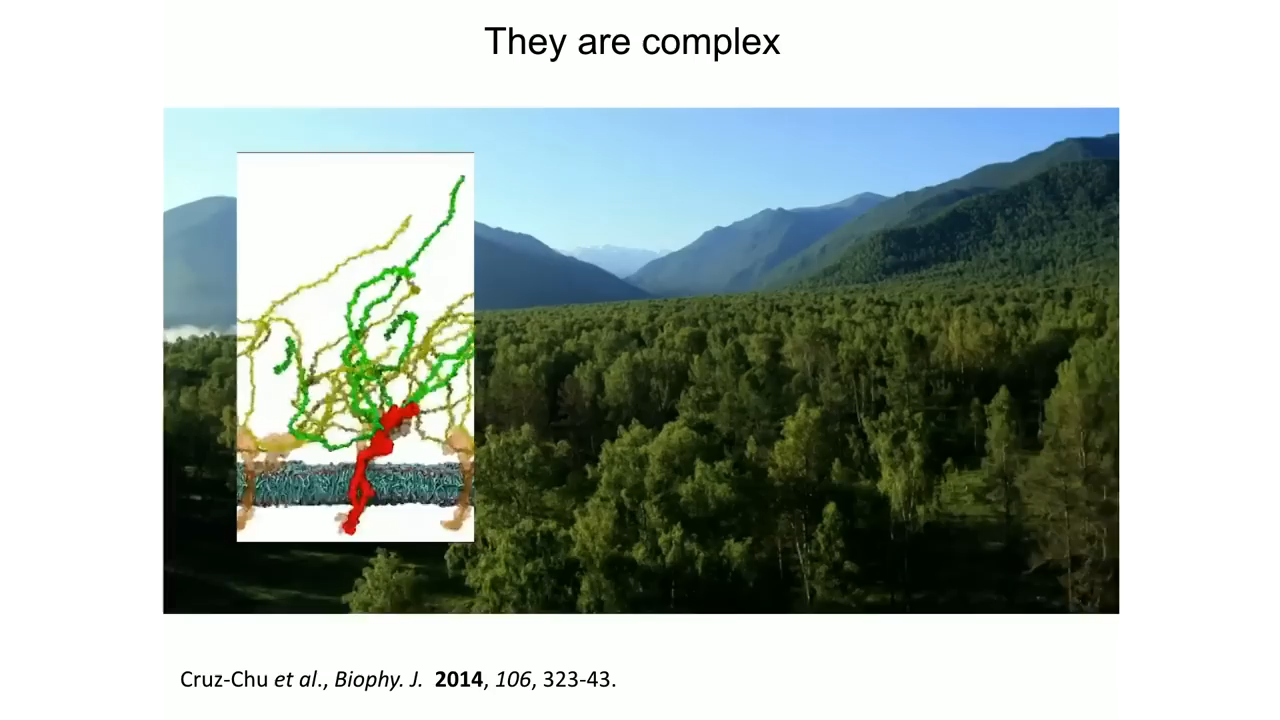 They are complex
Cruz-Chu et al., Biophy. J. 2014, 106, 323-43.